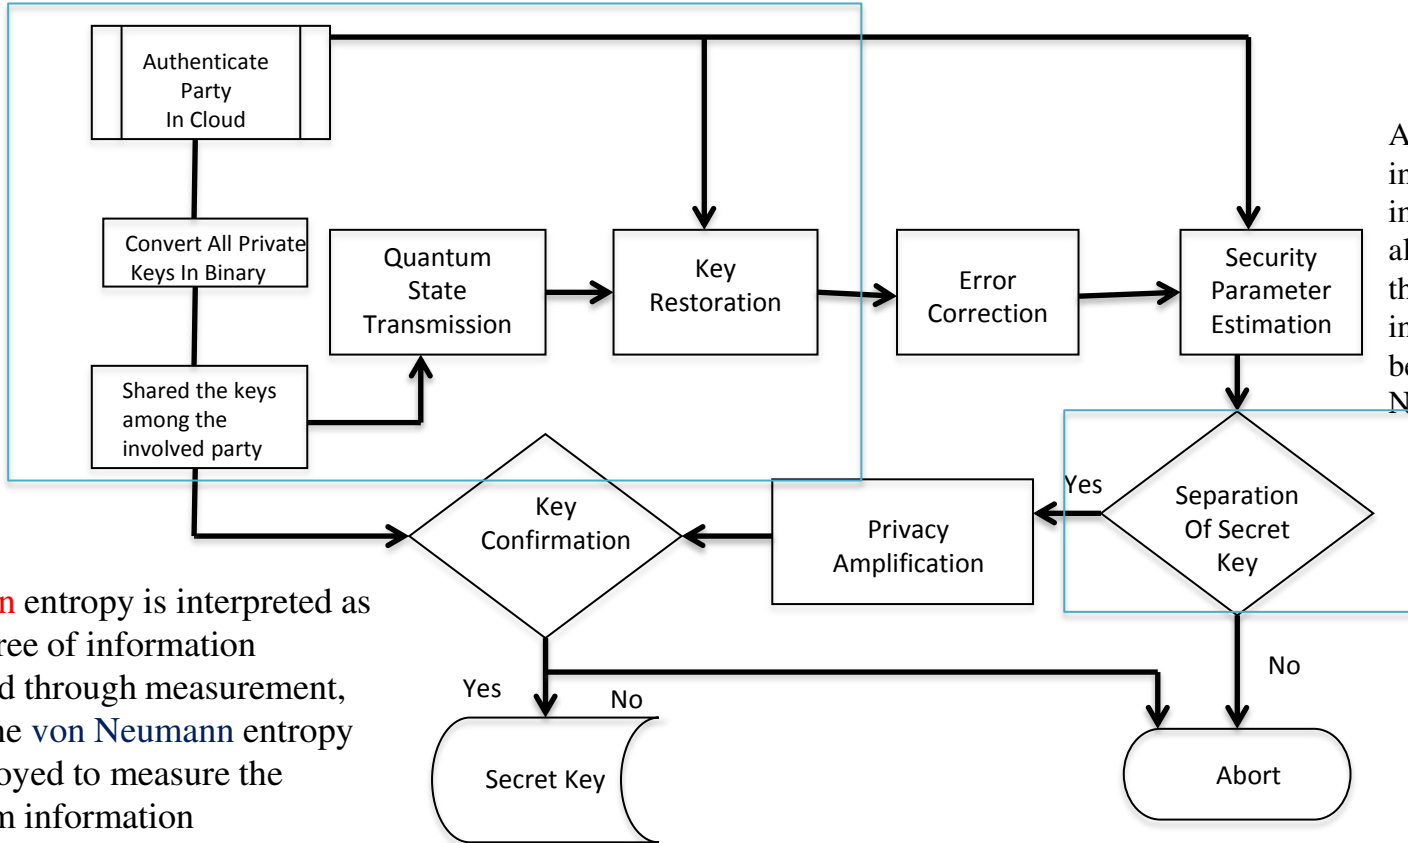 Authenticate
Party
In Cloud
Convert All Private
Keys In Binary
Shared the keys
among the
involved party
Quantum
State
Transmission
Key
Restoration
Error
Correction
Security
Parameter
Estimation
Separation
Of Secret
Key
Yes
No
Privacy
Amplification
Key
Confirmation
Yes
No
Secret Key
Abort
entropy is interpreted as
of information
through measurement,
von Neumann entropy
to measure the
information